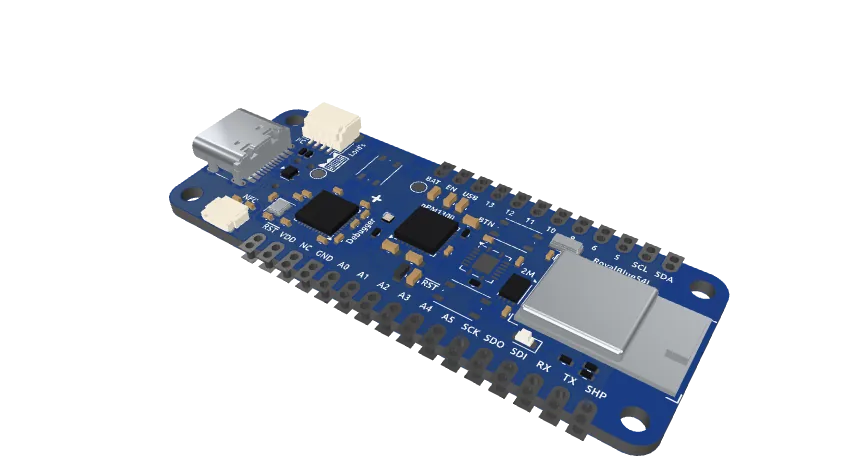 I²C
Lord's
BAT
EN
USB
13
12
11
10
9
6
5
SCL
SDA
NFC
nPM1300
BTN
Debugger
RoyalBlue54L
2M
RST
RST
VDD
NC
GND
A0
A1
A2
A3
A4
A5
SCK
SDO
SDI
RX
TX
SHP